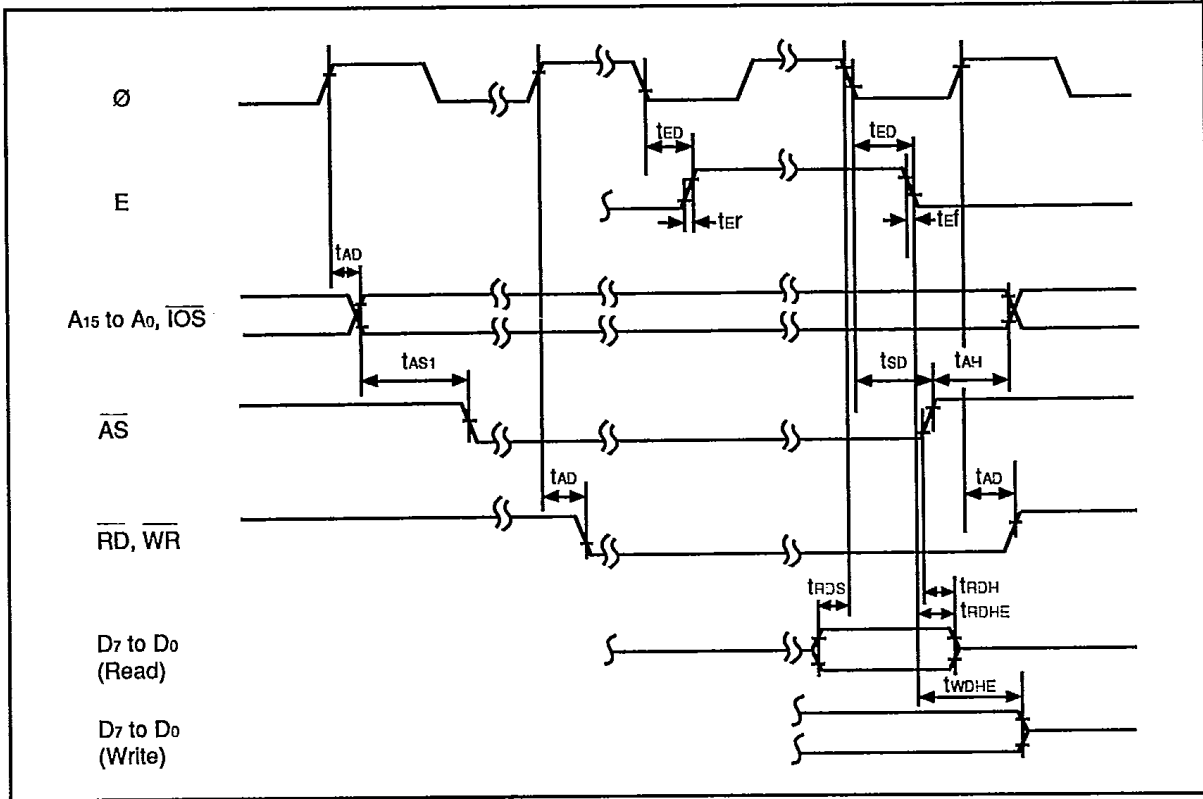 Ø
tED tED
E
tEr tEf
tAD
A15 to A0, IOS
tAS1 tSD tAH
AS
tAD tAD
RD, WR
tRDS tRDH
tRDHE
D7 to D0
(Read)
tWDHE
D7 to D0
(Write)